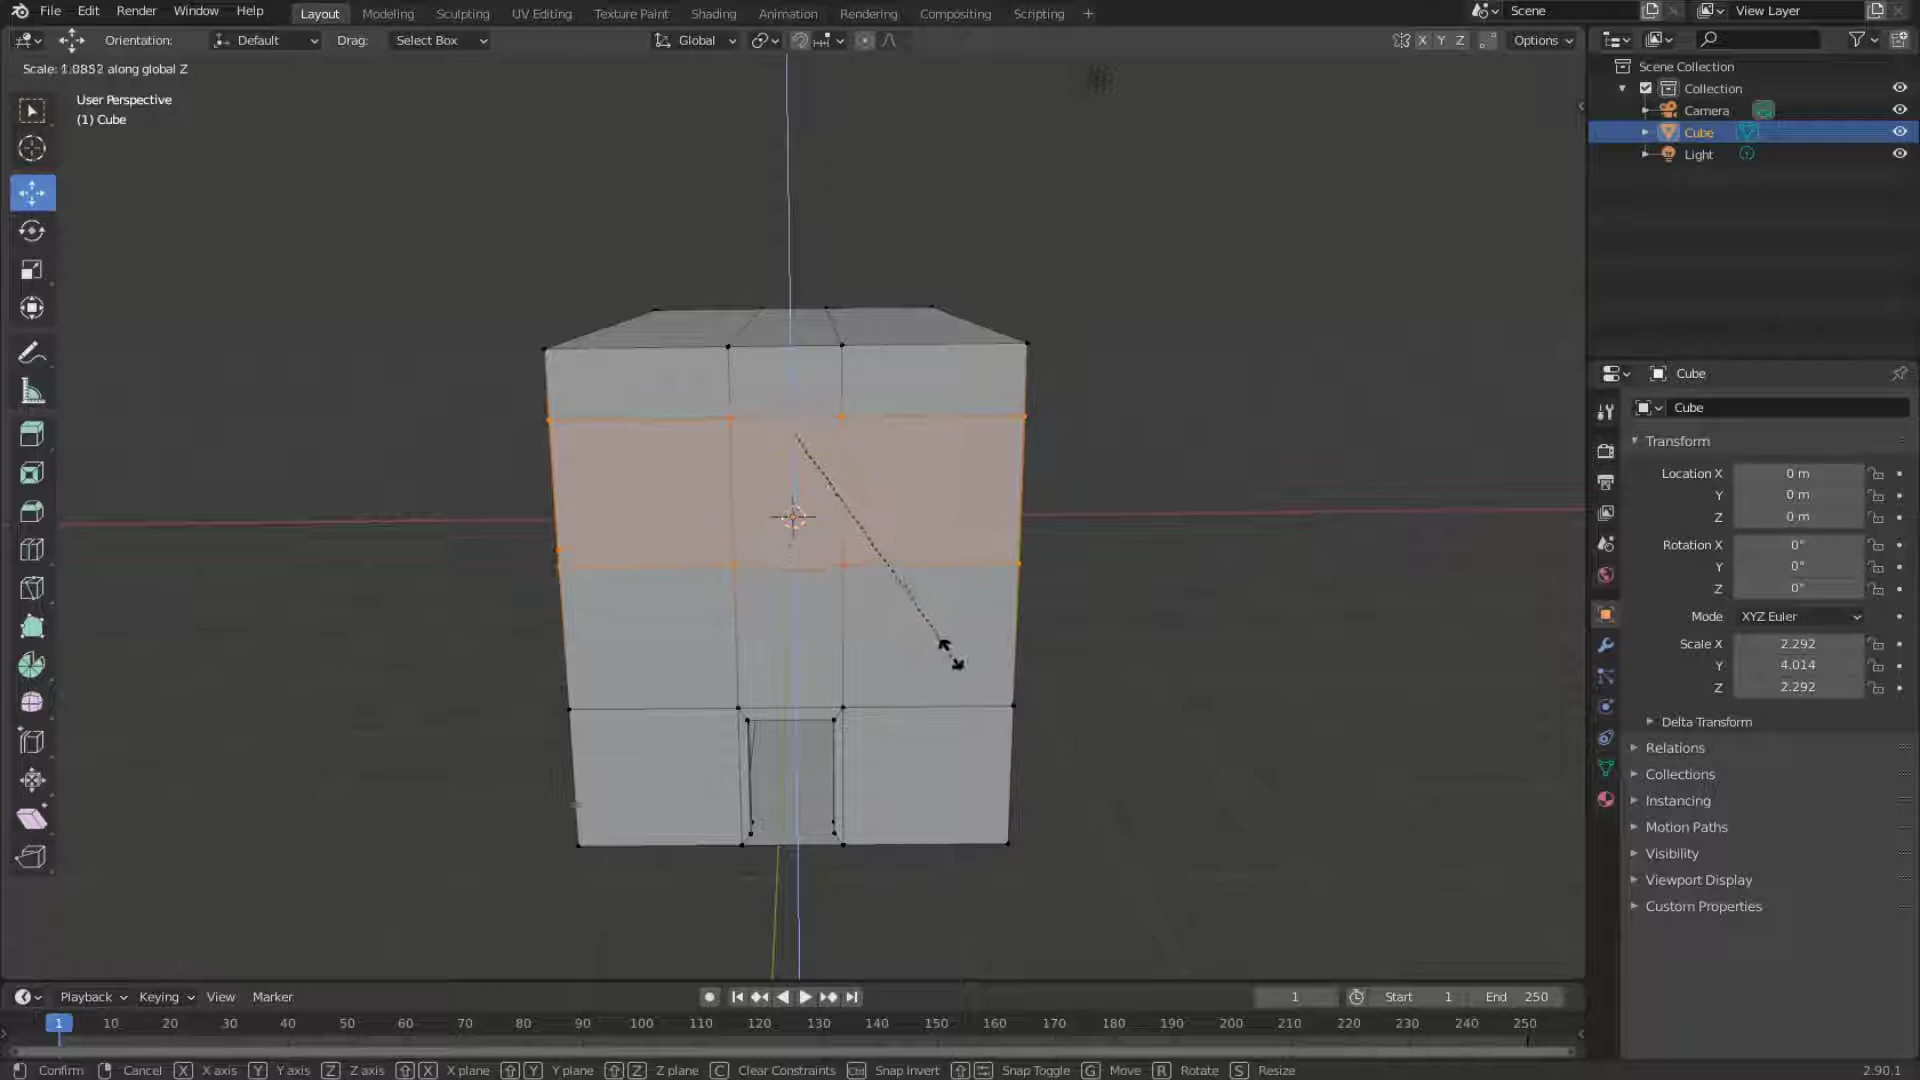 File Edit Render Window Help
Layout Modeling Sculpting UV Editing Texture Paint Shading Animation Rendering Compositing Scripting +
Scene
View Layer
Orientation: Default Drag: Select Box
Global
X Y Z Options
Scale: 1.0852 along global Z
User Perspective
(1) Cube
Scene Collection
Collection
Camera
Cube
Light
Cube
Cube
Transform
Location X 0 m
Y 0 m
Z 0 m
Rotation X 0°
Y 0°
Z 0°
Mode XYZ Euler
Scale X 2.292
Y 4.014
Z 2.292
Delta Transform
Relations
Collections
Instancing
Motion Paths
Visibility
Viewport Display
Custom Properties
Playback Keying View Marker
1 Start 1 End 250
1 10 20 30 40 50 60 70 80 90 100 110 120 130 140 150 160 170 180 190 200 210 220 230 240 250
Confirm Cancel X X axis Y Y axis Z Z axis X X plane Y Y plane Z Z plane C Clear Constraints Ctrl Snap Invert Snap Toggle G Move R Rotate S Resize
2.90.1